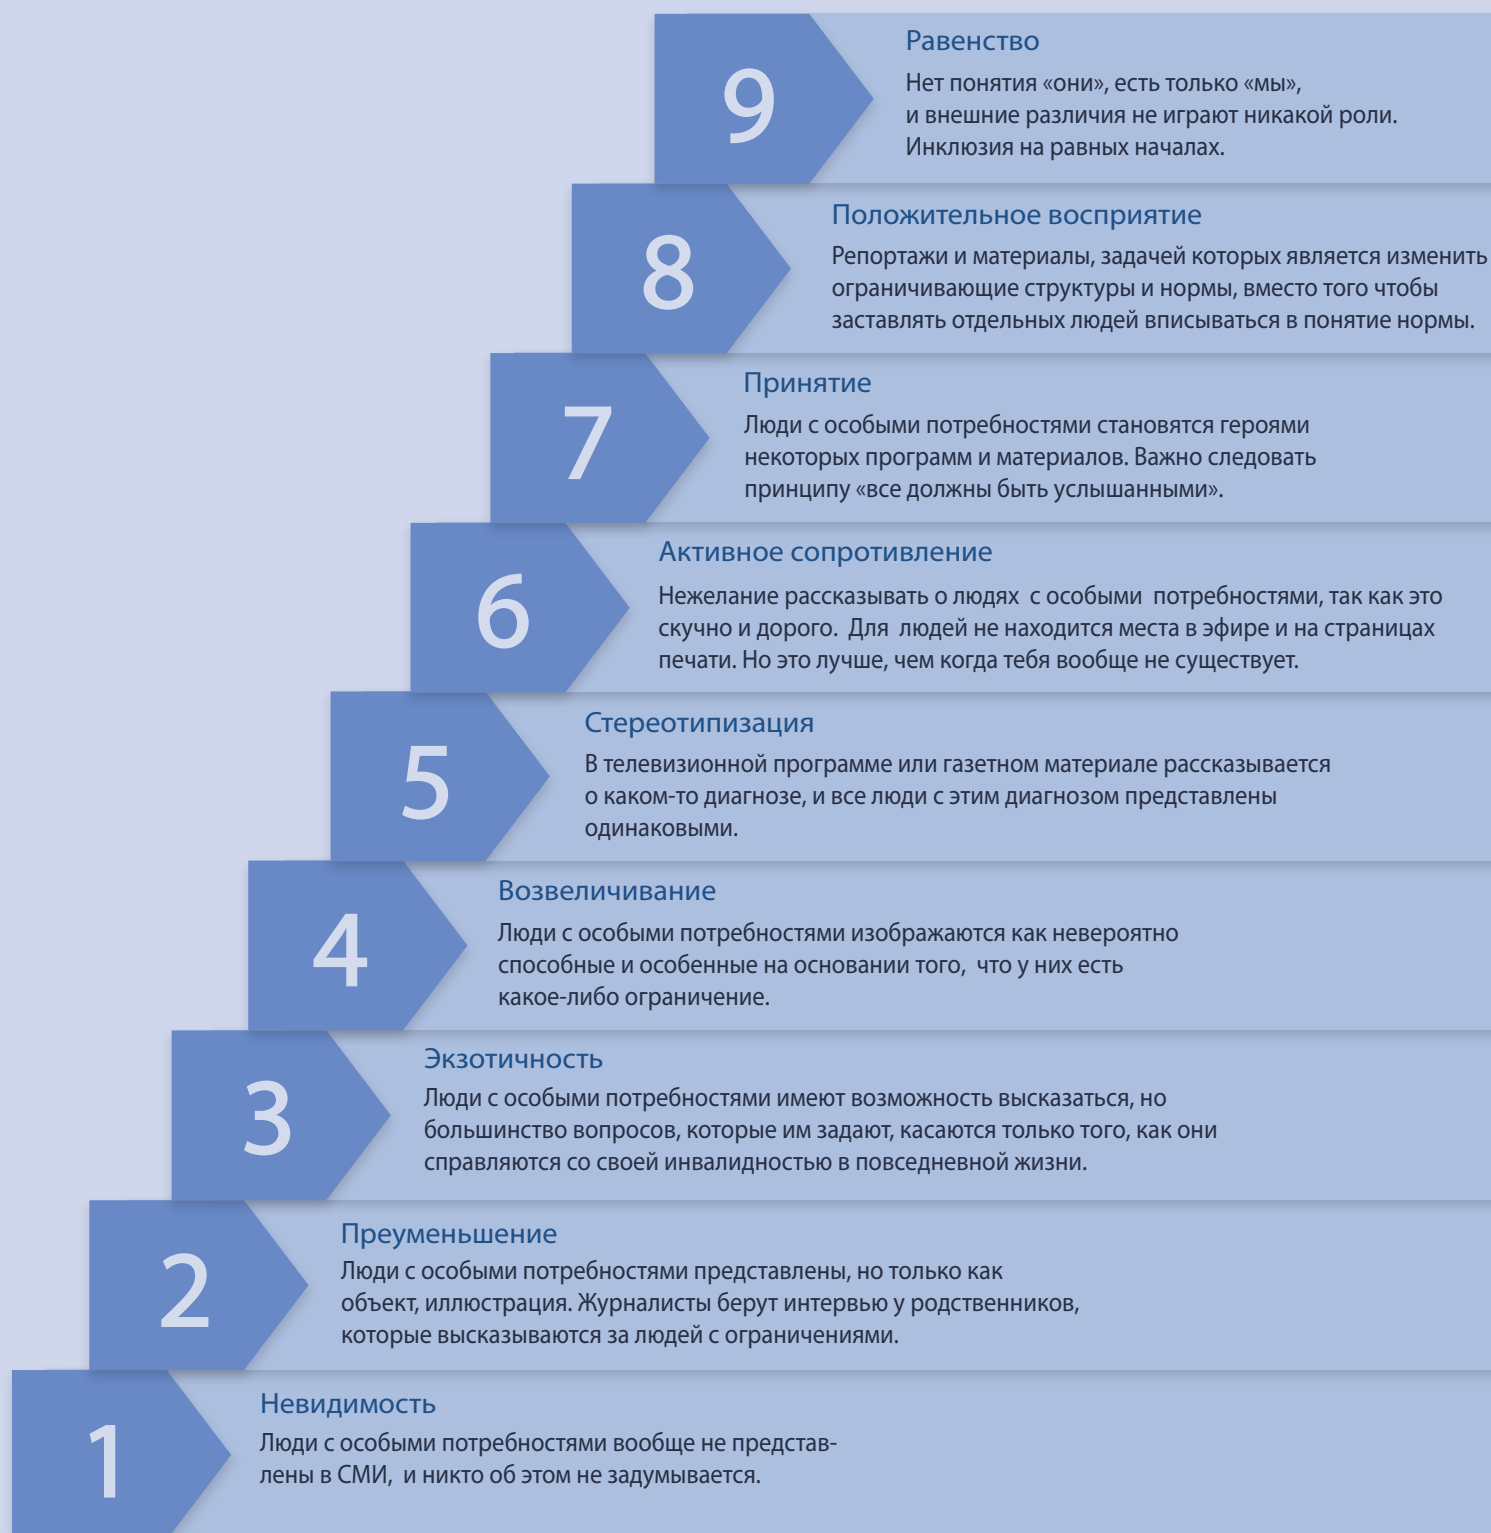 9
Равенство
Нет понятия «они», есть только «мы»,
и внешние различия не играют никакой роли.
Инклюзия на равных началах.
8
Положительное восприятие
Репортажи и материалы, задачей которых является изменить
ограничивающие структуры и нормы, вместо того чтобы
заставлять отдельных людей вписываться в понятие нормы.
7
Принятие
Люди с особыми потребностями становятся героями
некоторых программ и материалов. Важно следовать
принципу «все должны быть услышанными».
6
Активное сопротивление
Нежелание рассказывать о людях с особыми потребностями, так как это
скучно и дорого. Для людей не находится места в эфире и на страницах
печати. Но это лучше, чем когда тебя вообще не существует.
5
Стереотипизация
В телевизионной программе или газетном материале рассказывается
о каком-то диагнозе, и все люди с этим диагнозом представлены
одинаковыми.
4
Возвеличивание
Люди с особыми потребностями изображаются как невероятно
способные и особенные на основании того, что у них есть
какое-либо ограничение.
3
Экзотичность
Люди с особыми потребностями имеют возможность высказаться, но
большинство вопросов, которые им задают, касаются только того, как они
справляются со своей инвалидностью в повседневной жизни.
2
Преуменьшение
Люди с особыми потребностями представлены, но только как
объект, иллюстрация. Журналисты берут интервью у родственников,
которые высказываются за людей с ограничениями.
1
Невидимость
Люди с особыми потребностями вообще не представ-
лены в СМИ, и никто об этом не задумывается.